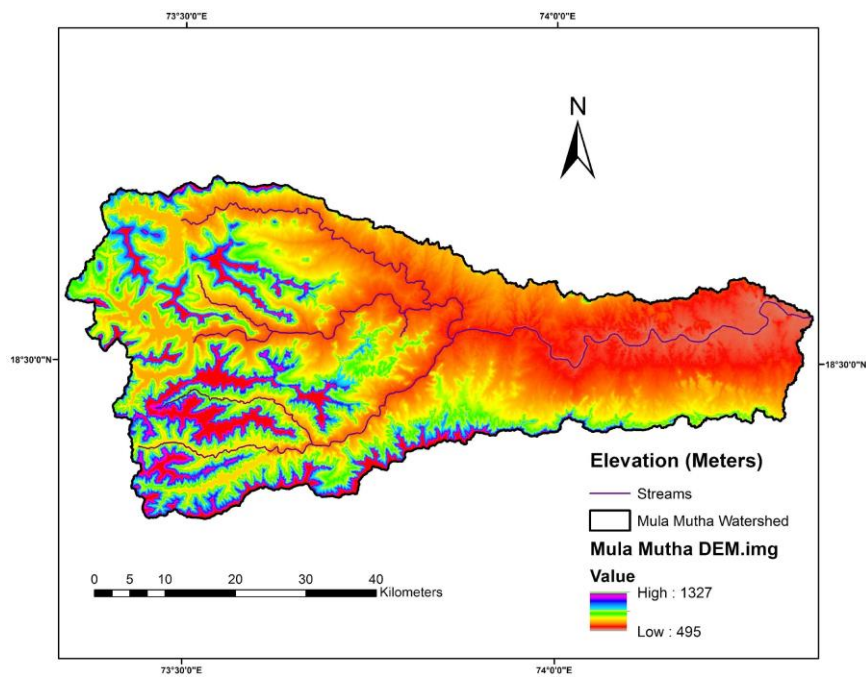 73°30'0"E 74°0'0"E
N
18°30'0"N 18°30'0"N
Elevation (Meters)
Streams
Mula Mutha Watershed
Mula Mutha DEM.img
Value
High : 1327
Low : 495
0 5 10 20 30 40
Kilometers
73°30'0"E 74°0'0"E